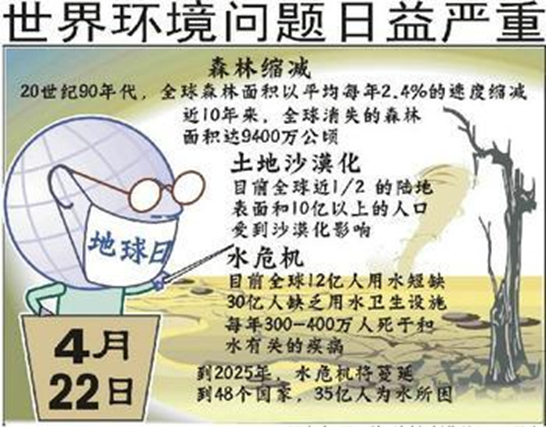 世界环境问题日益严重
森林缩减
20世纪90年代，全球森林面积以平均每年2.4%的速度缩减
近10年来，全球消失的森林
面积达9400万公顷
土地沙漠化
目前全球近1/2 的陆地
表面和10亿以上的人口
受到沙漠化影响
水危机
目前全球12亿人用水短缺
30亿人缺乏用水卫生设施
每年300-400万人死于和
水有关的疾病
到2025年，水危机将蔓延
到48个国家，35亿人为水所困
地球日
4月
22日